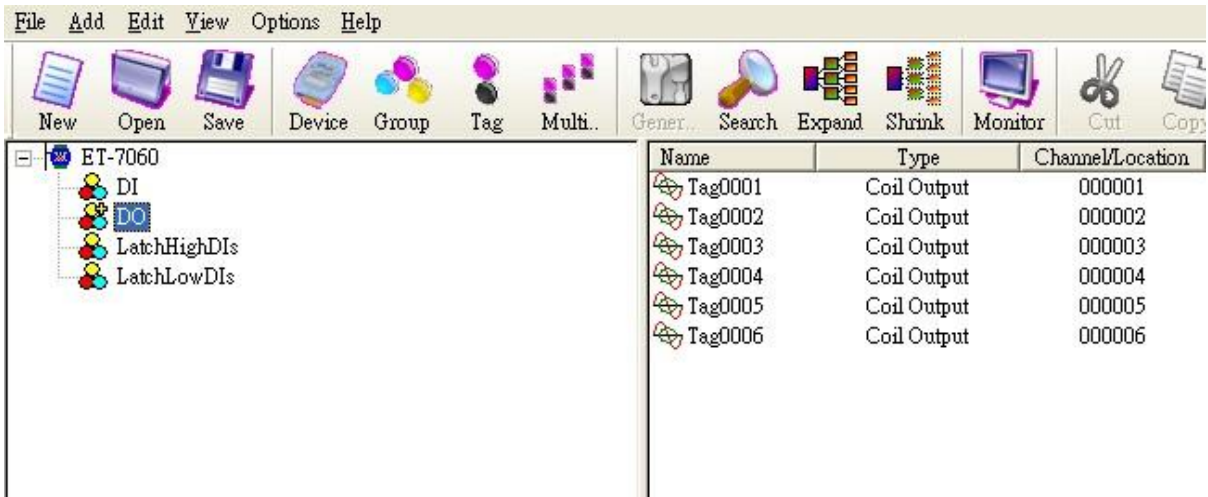 File Add Edit View Options Help
New Open Save Device Group Tag Multi.. Gener.. Search Expand Shrink Monitor Cut Copy
ET-7060
DI
DO
LatchHighDIs
LatchLowDIs
Name Type Channel/Location
Tag0001 Coil Output 000001
Tag0002 Coil Output 000002
Tag0003 Coil Output 000003
Tag0004 Coil Output 000004
Tag0005 Coil Output 000005
Tag0006 Coil Output 000006